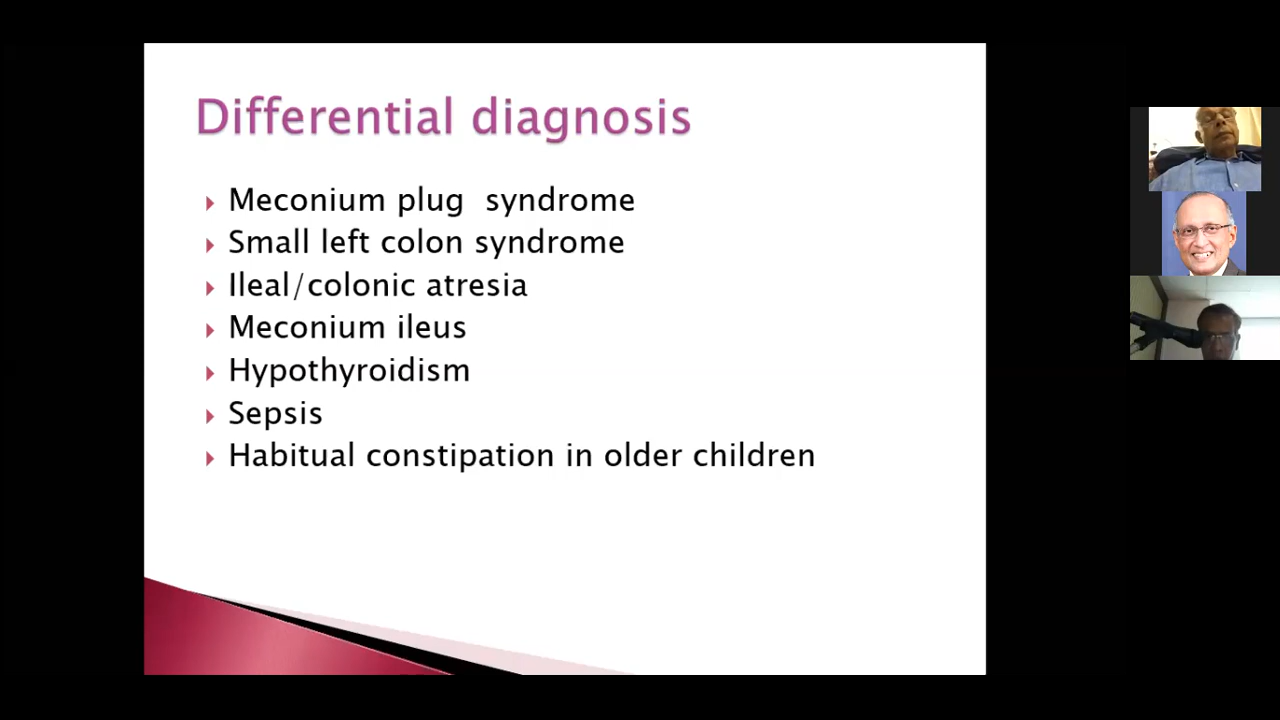 Differential diagnosis
Meconium plug syndrome
Small left colon syndrome
Ileal/colonic atresia
Meconium ileus
Hypothyroidism
Sepsis
Habitual constipation in older children